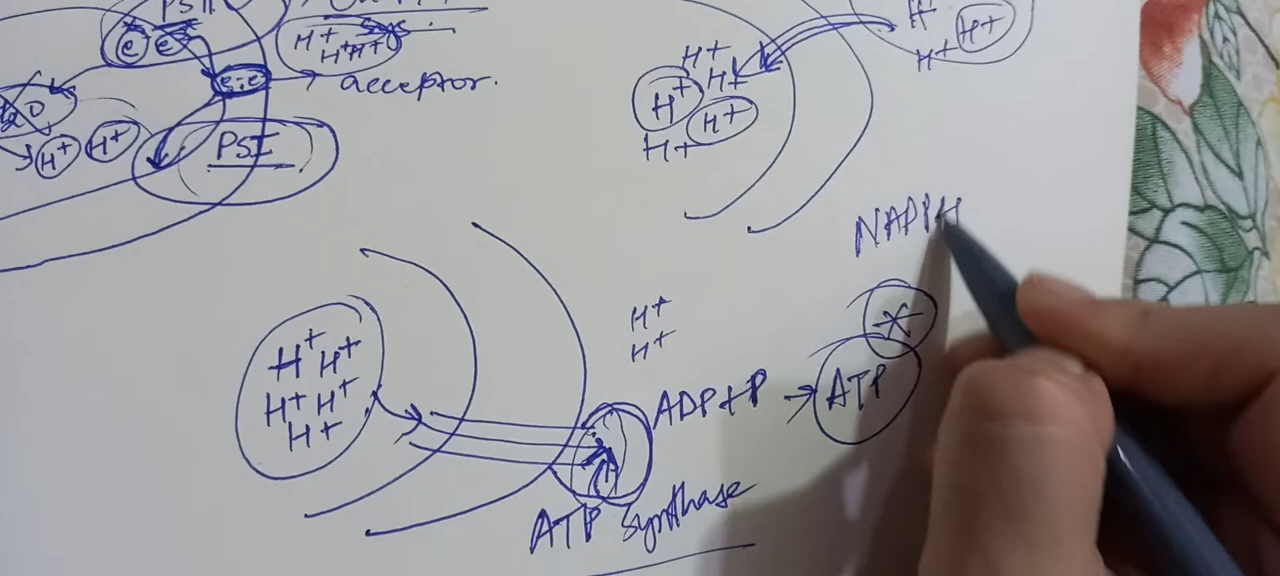 PSII
e e
H+
H+H+
e e
acceptor.
H+ H+
PSI
H+
H+
H+
H+
H+
H+ H+
H+
NADPH
H+ H+
H+ H+
H+
H+
H+
X
ADP+P → ATP
ATP synthase